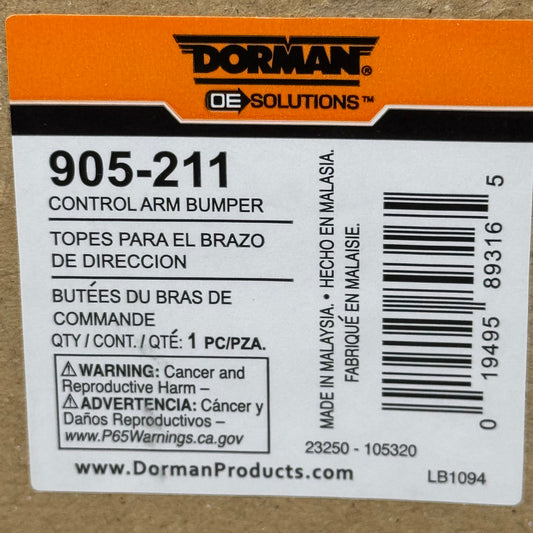 DORMAN®
OE SOLUTIONS™
905-211
CONTROL ARM BUMPER
TOPES PARA EL BRAZO
DE DIRECCION
BUTÉES DU BRAS DE
COMMANDE
QTY / CONT. / QTÉ: 1 PC/PZA.
⚠WARNING: Cancer and
Reproductive Harm –
⚠ADVERTENCIA: Cáncer y
Daños Reproductivos –
www.P65Warnings.ca.gov
MADE IN MALAYSIA. • HECHO EN MALASIA.
FABRIQUÉ EN MALAISIE.
0 19495 89316 5
23250 - 105320
www.DormanProducts.com
LB1094